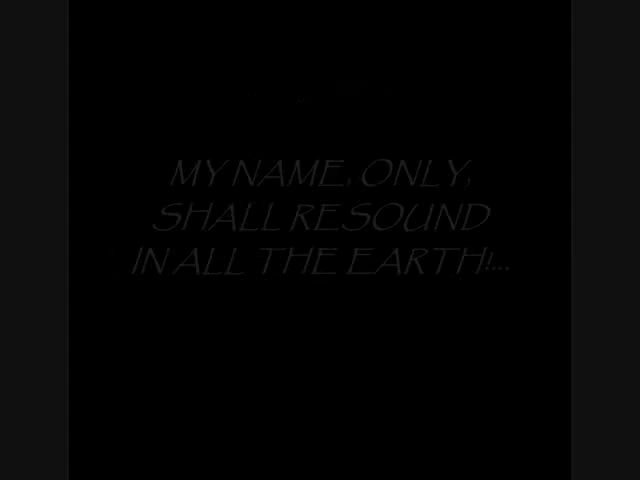 MY NAME, ONLY,
SHALL RESOUND
IN ALL THE EARTH!...